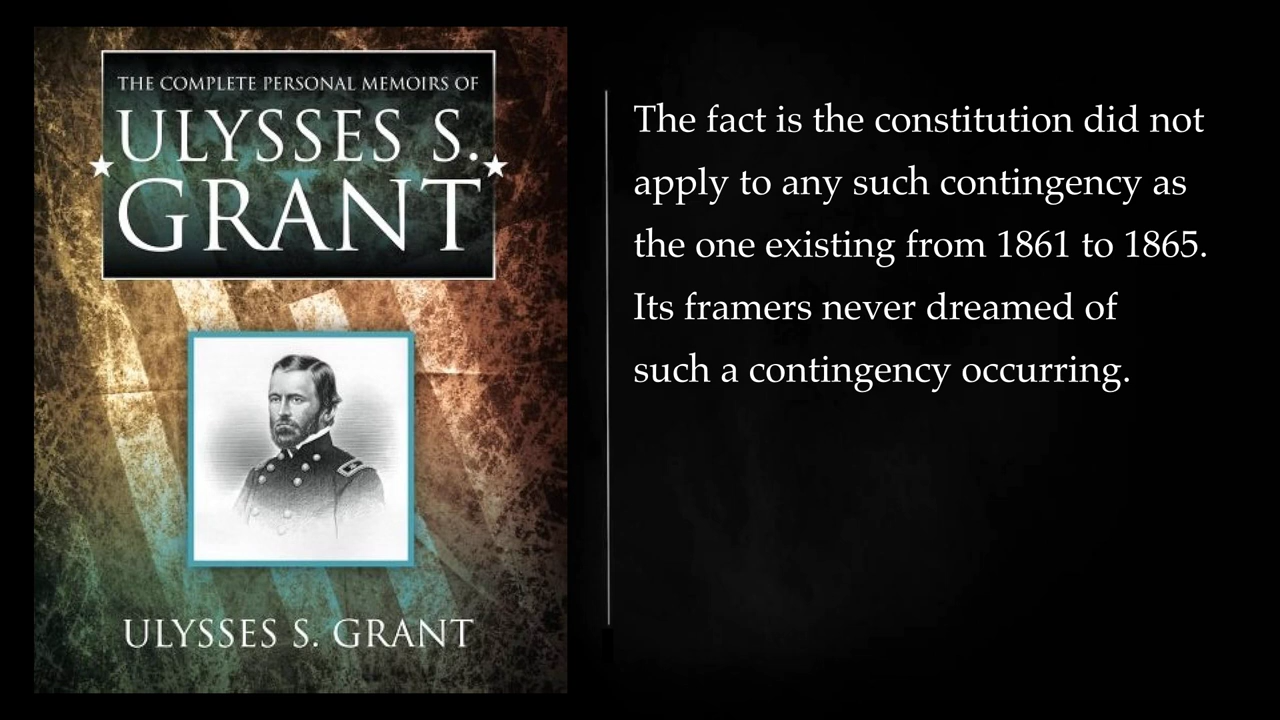 THE COMPLETE PERSONAL MEMOIRS OF
ULYSSES S.
GRANT
ULYSSES S. GRANT
The fact is the constitution did not
apply to any such contingency as
the one existing from 1861 to 1865.
Its framers never dreamed of
such a contingency occurring.